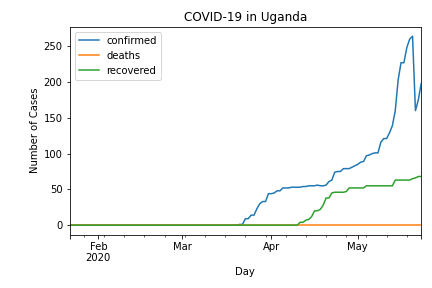 COVID-19 in Uganda
confirmed
deaths
recovered
Number of Cases
250
200
150
100
50
0
Feb
2020
Mar
Apr
May
Day